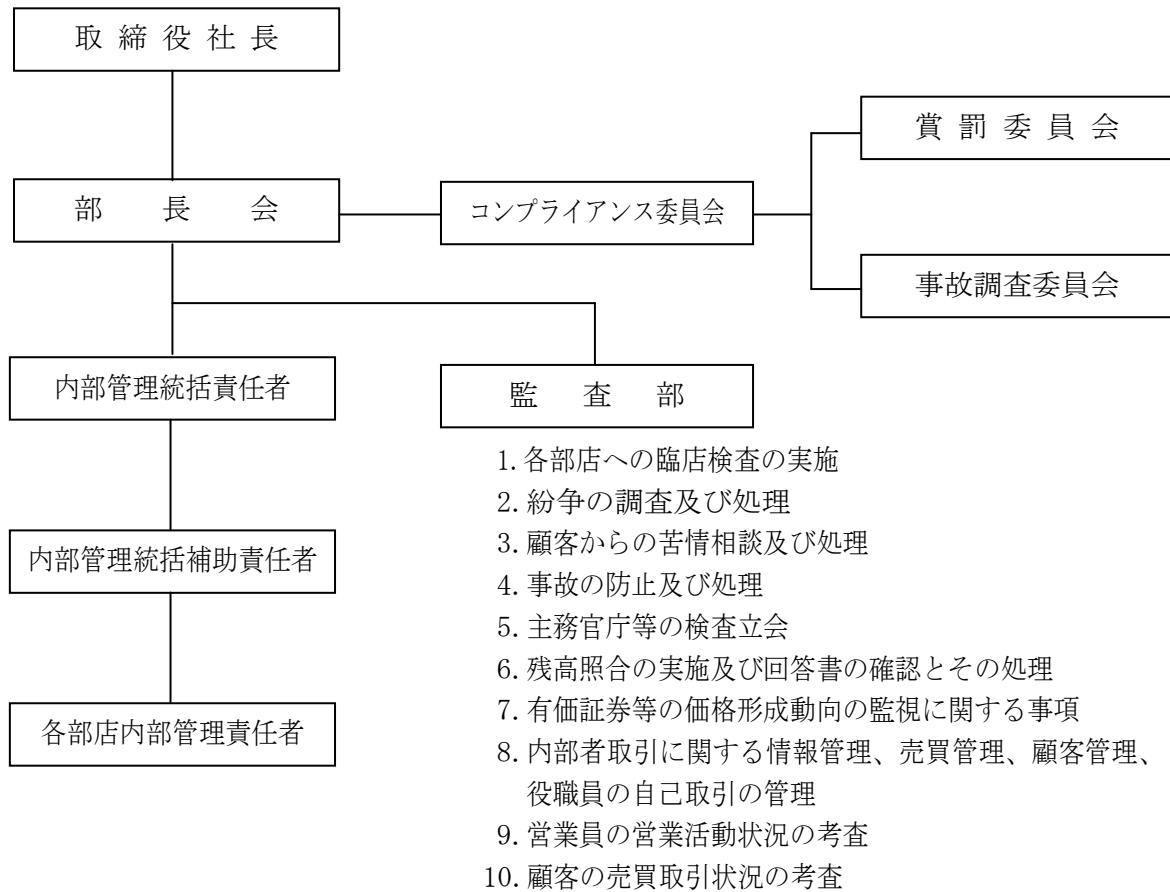 取締役社長
賞罰委員会
部長会
コンプライアンス委員会
事故調査委員会
内部管理統括責任者
監査部
1. 各部店への臨店検査の実施
2. 紛争の調査及び処理
3. 顧客からの苦情相談及び処理
4. 事故の防止及び処理
5. 主務官庁等の検査立会
6. 残高照合の実施及び回答書の確認とその処理
7. 有価証券等の価格形成動向の監視に関する事項
8. 内部者取引に関する情報管理、売買管理、顧客管理、
役職員の自己取引の管理
9. 営業員の営業活動状況の考査
10. 顧客の売買取引状況の考査
内部管理統括補助責任者
各部店内部管理責任者